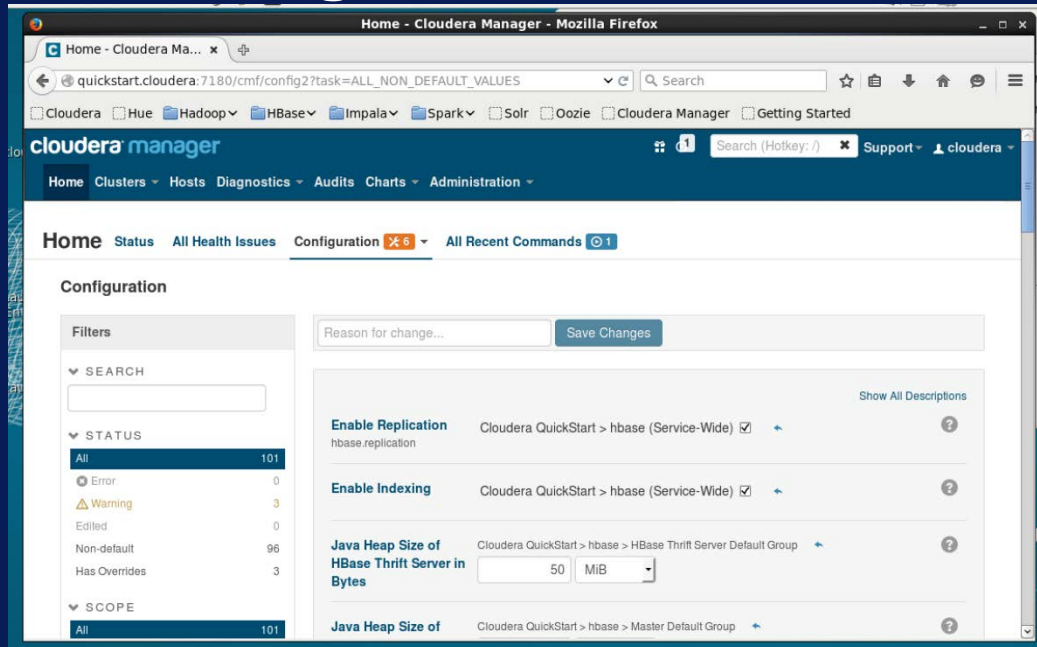 Home - Cloudera Manager - Mozilla Firefox
Home - Cloudera Ma...
quickstart.cloudera:7180/cmf/config2?task=ALL_NON_DEFAULT_VALUES Search
Cloudera Hue Hadoop HBase Impala Spark Solr Oozie Cloudera Manager Getting Started
cloudera manager 1 Search (Hotkey: /) Support cloudera
Home Clusters Hosts Diagnostics Audits Charts Administration
Home Status All Health Issues Configuration 6 All Recent Commands 1
Configuration
Filters
SEARCH
STATUS
All 101
Error 0
Warning 3
Edited 0
Non-default 96
Has Overrides 3
SCOPE
All 101
Reason for change... Save Changes
Show All Descriptions
Enable Replication Cloudera QuickStart > hbase (Service-Wide)
hbase.replication
Enable Indexing Cloudera QuickStart > hbase (Service-Wide)
Java Heap Size of Cloudera QuickStart > hbase > HBase Thrift Server Default Group
HBase Thrift Server in 50 MiB
Bytes
Java Heap Size of Cloudera QuickStart > hbase > Master Default Group